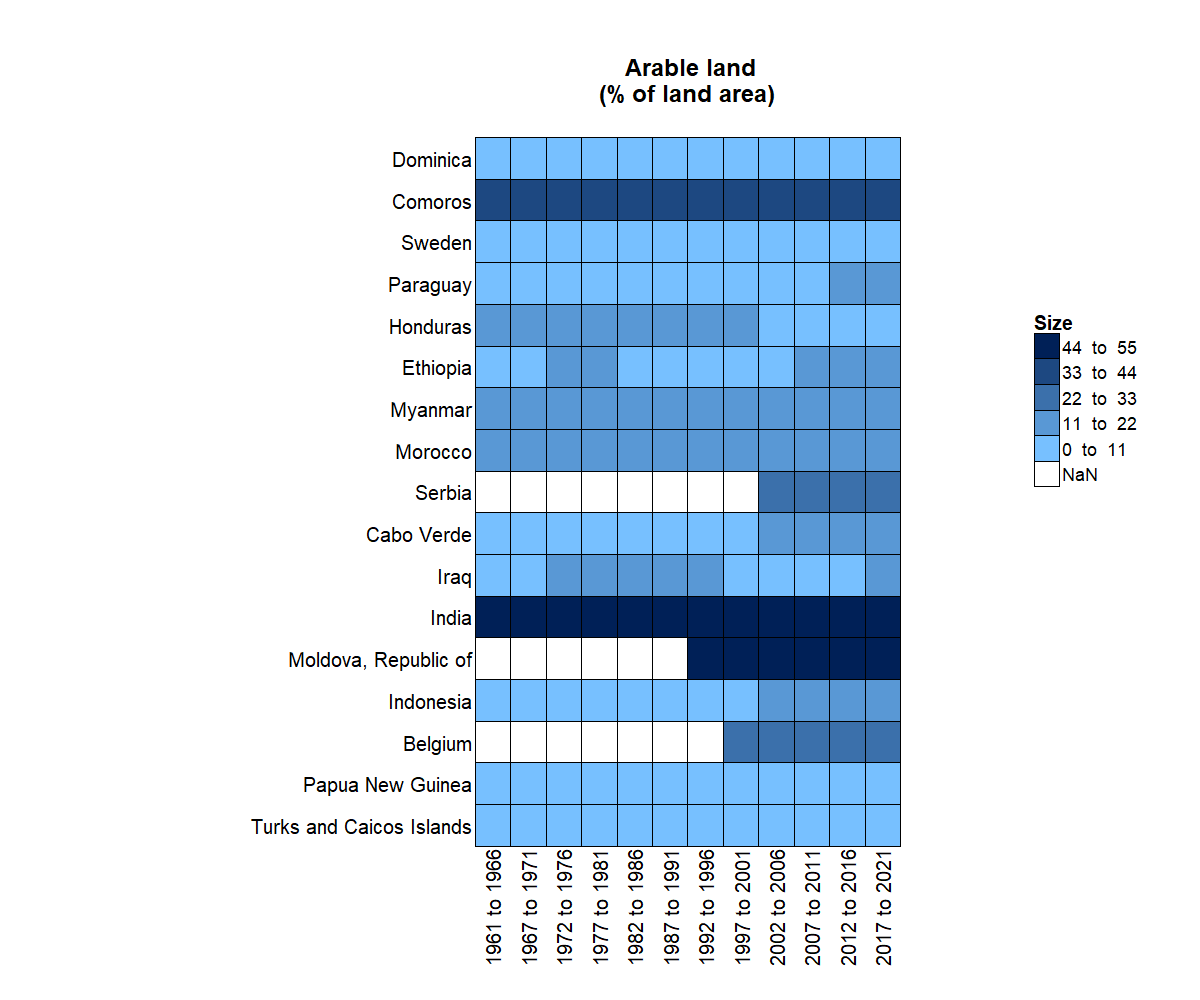 Arable land
(% of land area)
Dominica
Comoros
Sweden
Paraguay
Honduras
Ethiopia
Myanmar
Morocco
Serbia
Cabo Verde
Iraq
India
Moldova, Republic of
Indonesia
Belgium
Papua New Guinea
Turks and Caicos Islands
1961 to 1966
1967 to 1971
1972 to 1976
1977 to 1981
1982 to 1986
1987 to 1991
1992 to 1996
1997 to 2001
2002 to 2006
2007 to 2011
2012 to 2016
2017 to 2021
Size
44 to 55
33 to 44
22 to 33
11 to 22
0 to 11
NaN